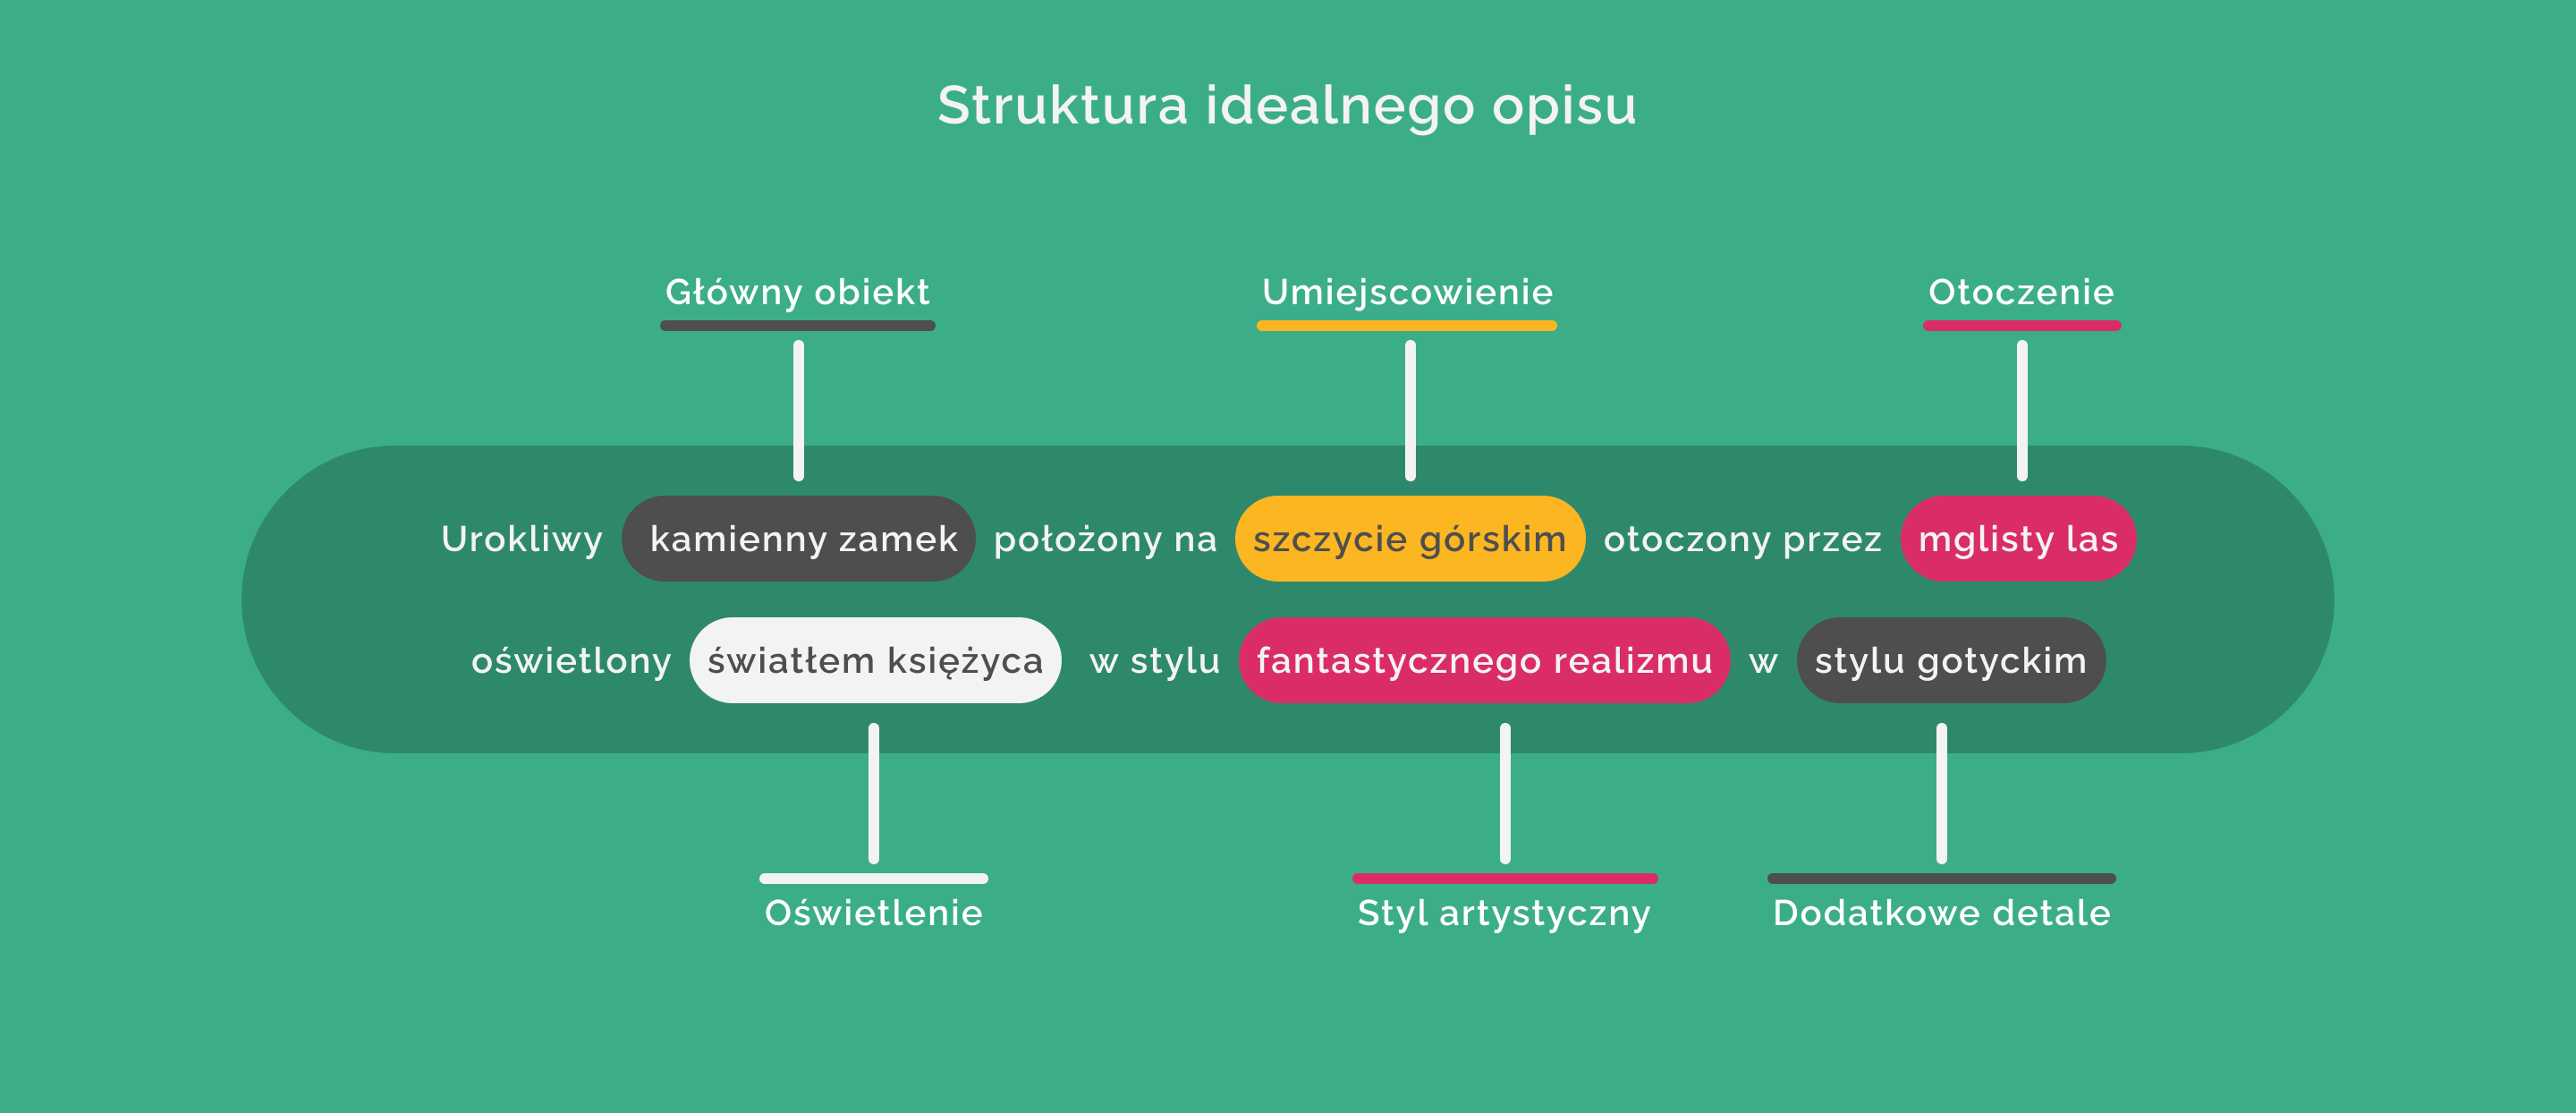 Struktura idealnego opisu
Główny obiekt
Umiejscowienie
Otoczenie
Urokliwy kamienny zamek położony na szczycie górskim otoczony przez mglisty las
oświetlony światłem księżyca w stylu fantastycznego realizmu w stylu gotyckim
Oświetlenie
Styl artystyczny
Dodatkowe detale